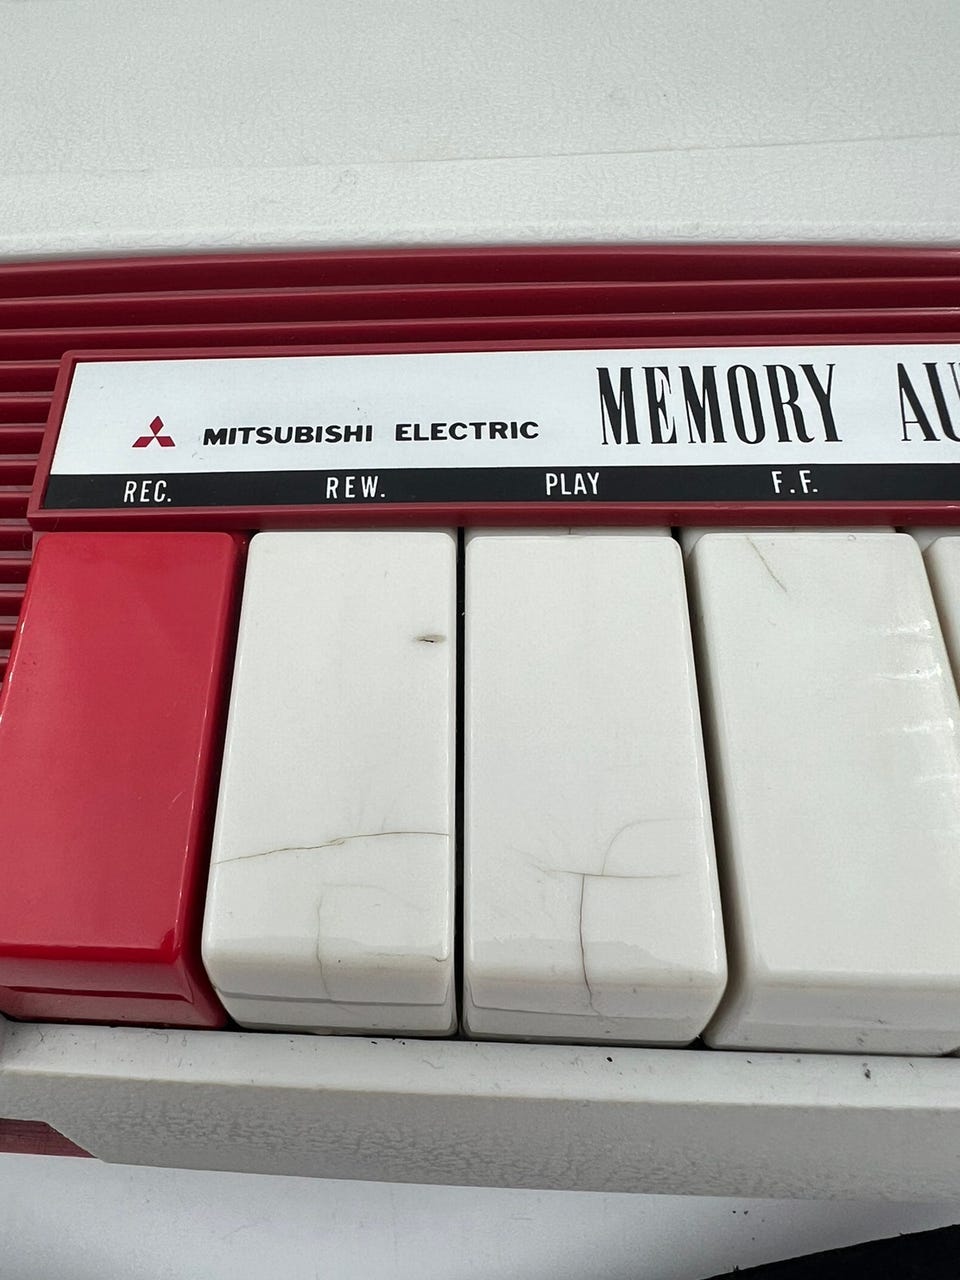 MITSUBISHI ELECTRIC MEMORY
REC. REW. PLAY F.F.